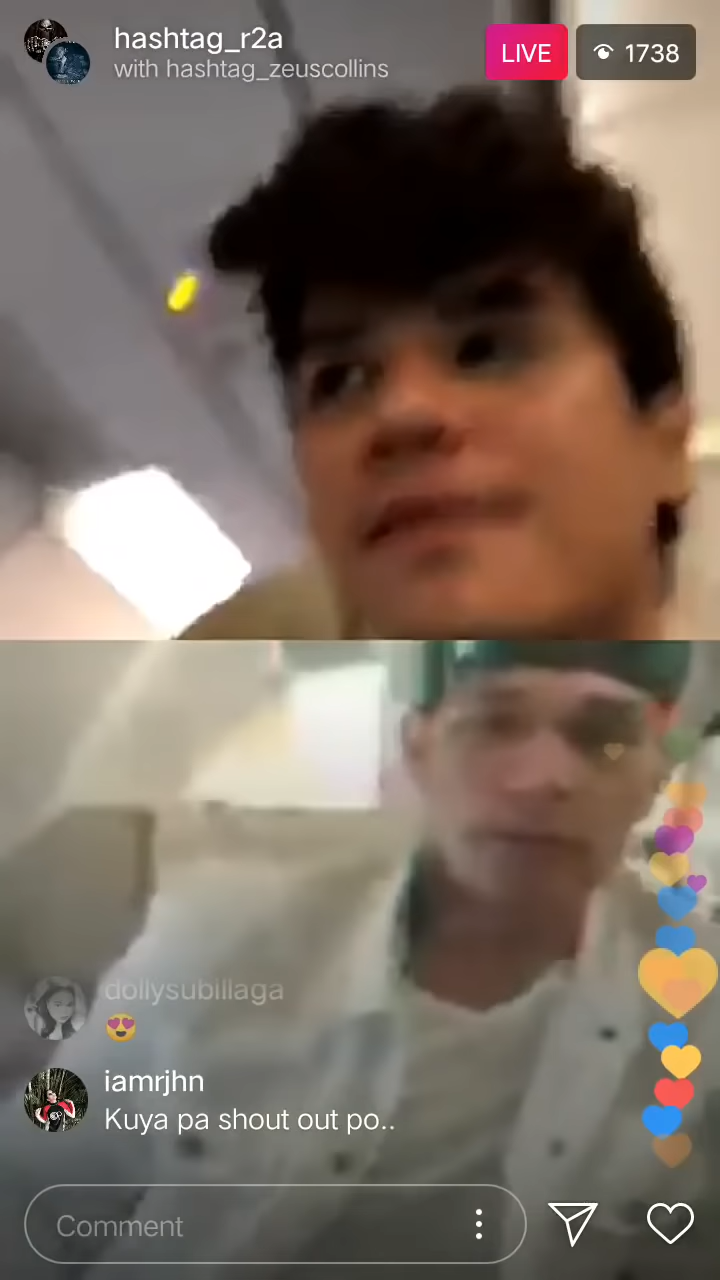 hashtag_r2a
with hashtag_zeuscollins
LIVE
1738
dollysubillaga
😍
iamrjhn
Kuya pa shout out po..
Comment